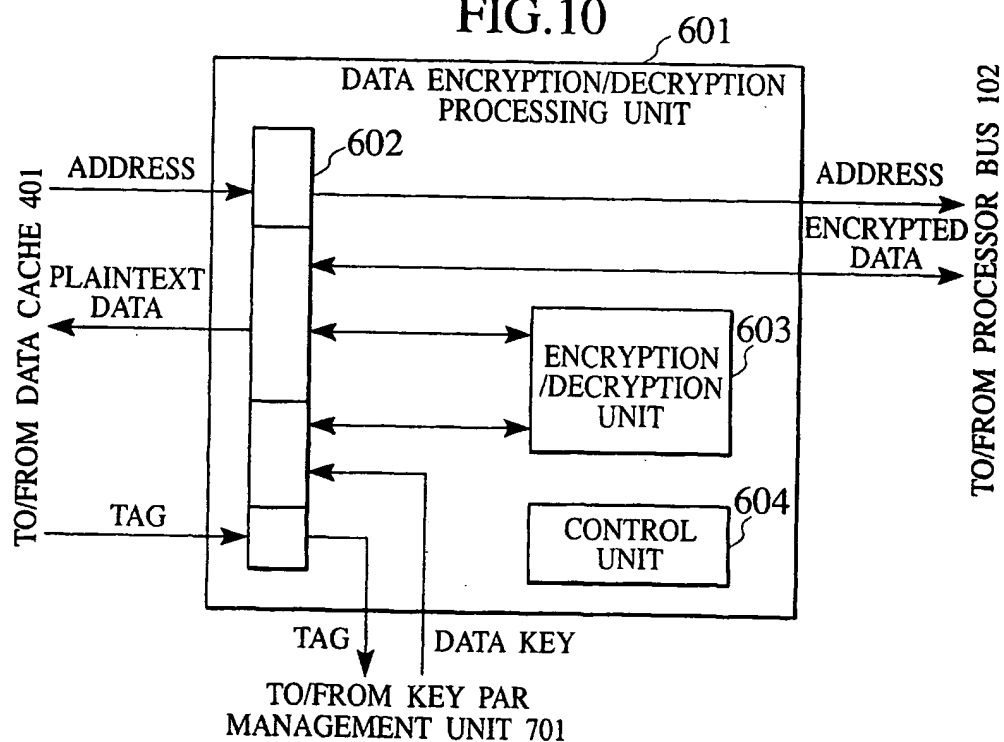 FIG.10
601
DATA ENCRYPTION/DECRYPTION
PROCESSING UNIT
602
ADDRESS
ADDRESS
ENCRYPTED
DATA
PLAINTEXT
DATA
603
ENCRYPTION
/DECRYPTION
UNIT
TAG
604
CONTROL
UNIT
TAG
DATA KEY
TO/FROM KEY PAR
MANAGEMENT UNIT 701
TO/FROM DATA CACHE 401
TO/FROM PROCESSOR BUS 102